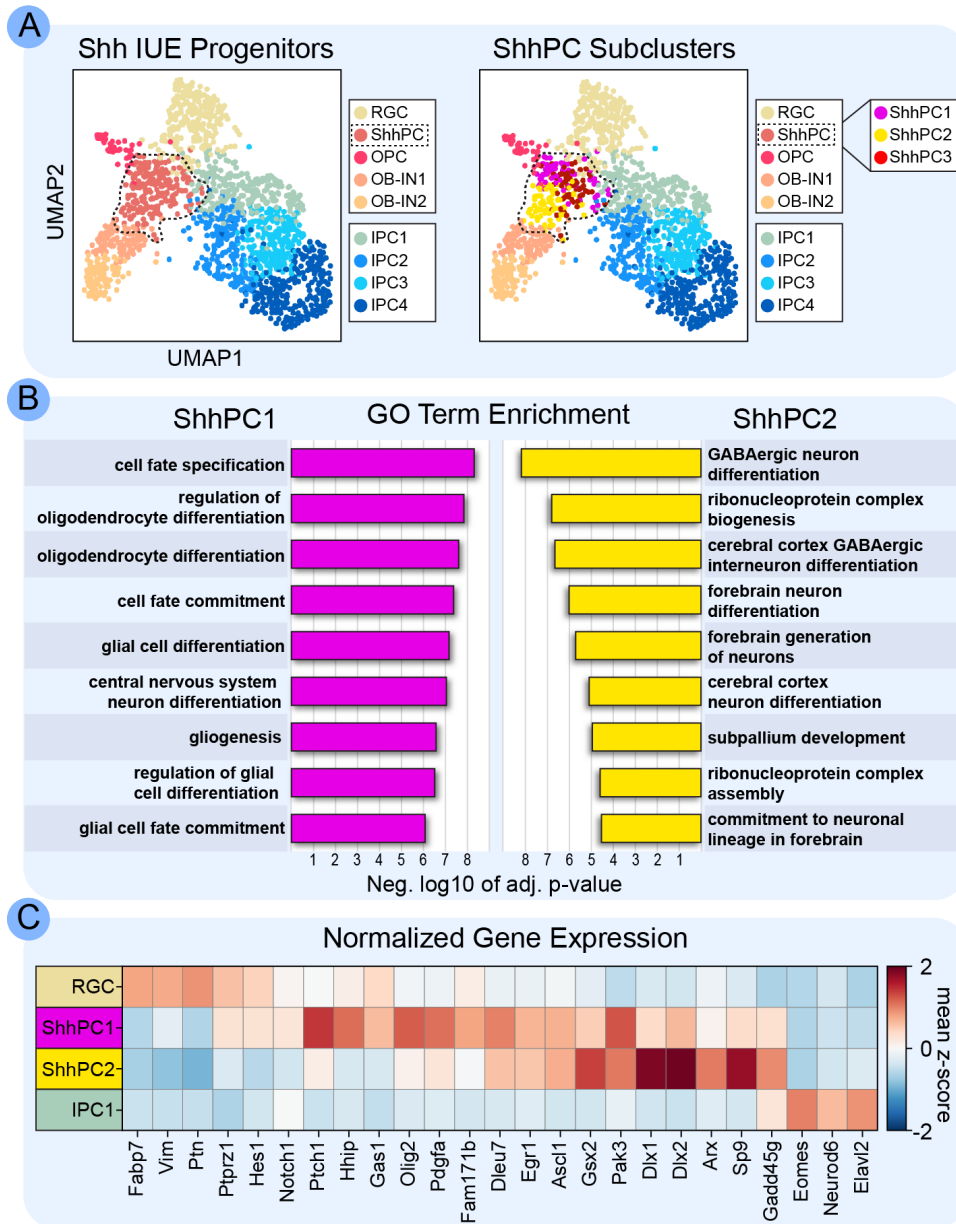 A
Shh IUE Progenitors
ShhPC Subclusters
UMAP2
UMAP1
RGC
ShhPC
OPC
OB-IN1
OB-IN2
IPC1
IPC2
IPC3
IPC4
RGC
ShhPC
OPC
OB-IN1
OB-IN2
IPC1
IPC2
IPC3
IPC4
ShhPC1
ShhPC2
ShhPC3
B
ShhPC1
GO Term Enrichment
ShhPC2
cell fate specification
regulation of
oligodendrocyte differentiation
oligodendrocyte differentiation
cell fate commitment
glial cell differentiation
central nervous system
neuron differentiation
gliogenesis
regulation of glial
cell differentiation
glial cell fate commitment
GABAergic neuron
differentiation
ribonucleoprotein complex
biogenesis
cerebral cortex GABAergic
interneuron differentiation
forebrain neuron
differentiation
forebrain generation
of neurons
cerebral cortex
neuron differentiation
subpallium development
ribonucleoprotein complex
assembly
commitment to neuronal
lineage in forebrain
1 2 3 4 5 6 7 8
8 7 6 5 4 3 2 1
Neg. log10 of adj. p-value
C
Normalized Gene Expression
RGC
ShhPC1
ShhPC2
IPC1
Fabp7
Vim
Ptn
Ptprz1
Hes1
Notch1
Ptch1
Hhip
Gas1
Olig2
Pdgfa
Fam171b
Dleu7
Egr1
Ascl1
Gsx2
Pak3
Dlx1
Dlx2
Arx
Sp9
Gadd45g
Eomes
Neurod6
Elavl2
2
0
-2
mean z-score